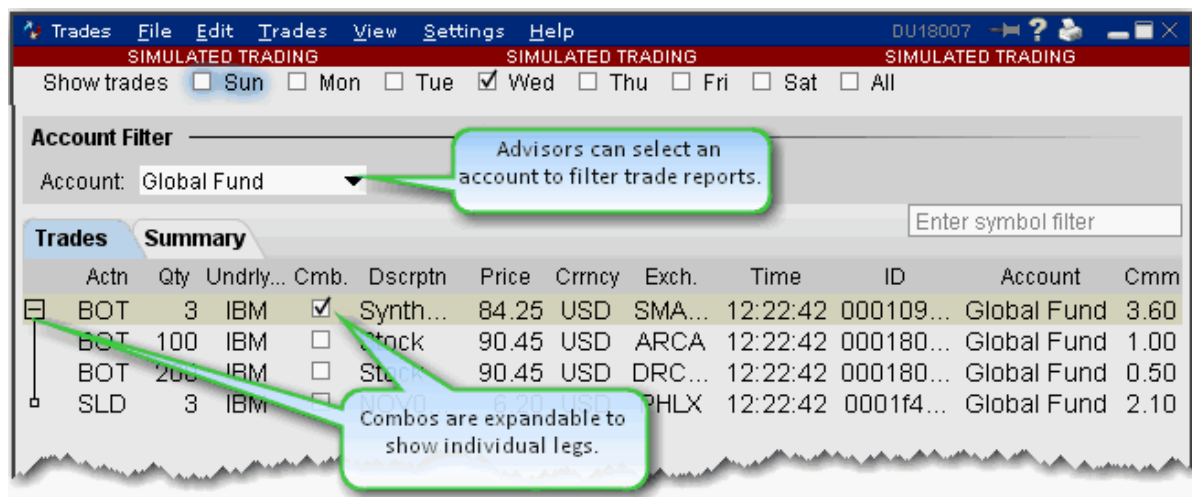 Trades File Edit Trades View Settings Help DU18007 ?
SIMULATED TRADING SIMULATED TRADING SIMULATED TRADING
Show trades Sun Mon Tue Wed Thu Fri Sat All
Account Filter
Advisors can select an
account to filter trade reports.
Account: Global Fund
Enter symbol filter
Trades Summary
Actn Qty Undrly... Cmb. Dscrptn Price Crrncy Exch. Time ID Account Cmm
BOT 3 IBM Synth... 84.25 USD SMA... 12:22:42 000109... Global Fund 3.60
BOT 100 IBM Stock 90.45 USD ARCA 12:22:42 000180... Global Fund 1.00
BOT 200 IBM Stock 90.45 USD DRC... 12:22:42 000180... Global Fund 0.50
SLD 3 IBM 6.20 USD PHLX 12:22:42 0001f4... Global Fund 2.10
Combos are expandable to
show individual legs.